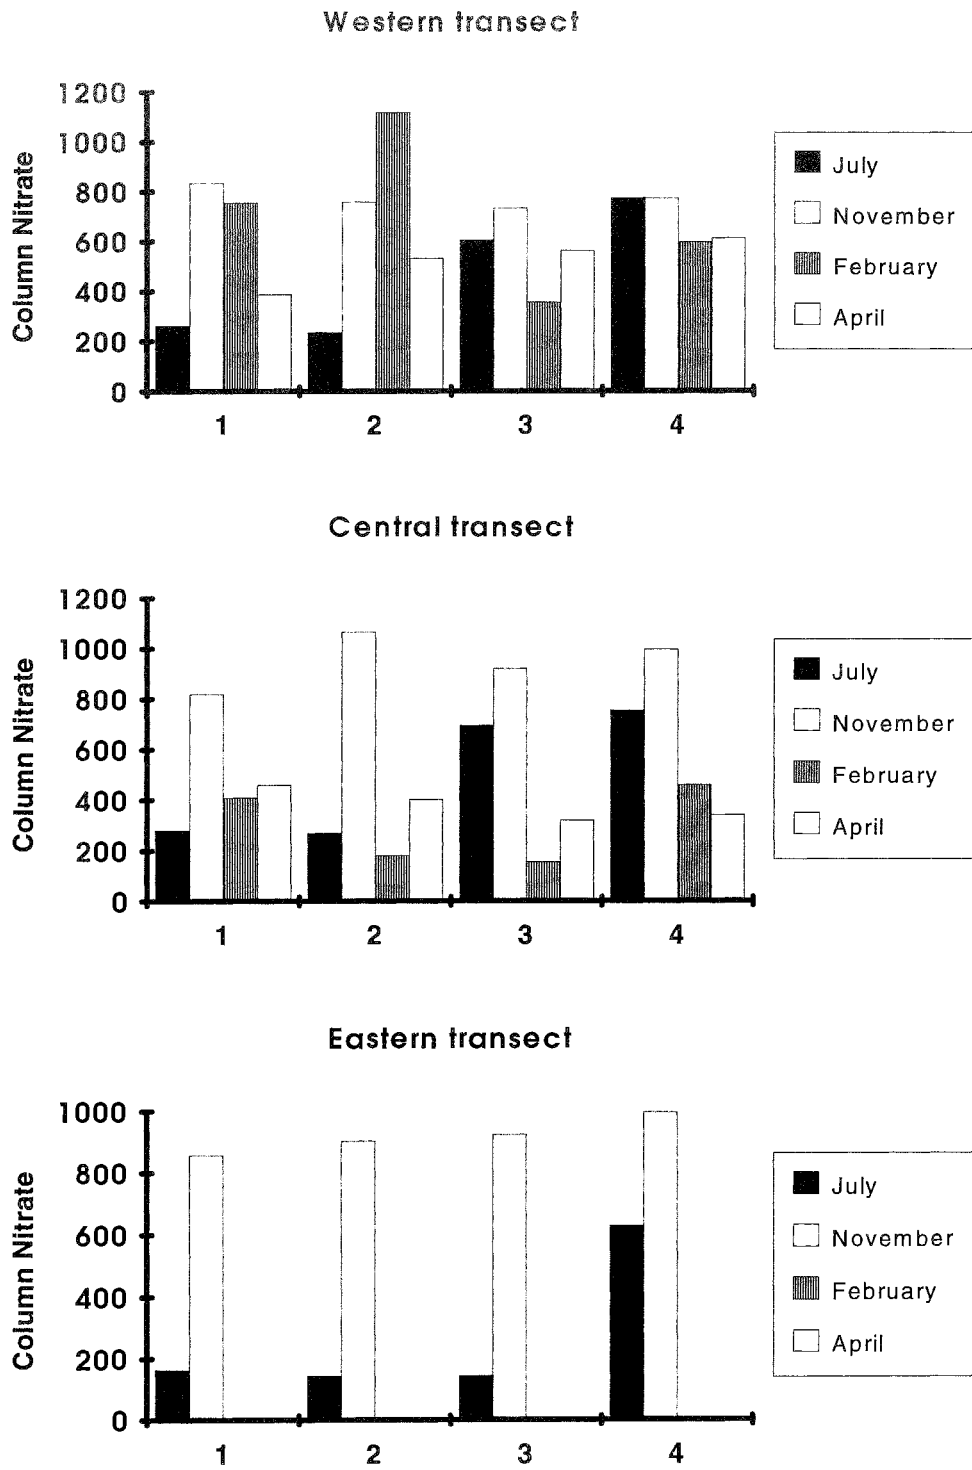 Western transect
Column Nitrate
1200
1000
800
600
400
200
0
1
2
3
4
July
November
February
April
Central transect
Column Nitrate
1200
1000
800
600
400
200
0
1
2
3
4
July
November
February
April
Eastern transect
Column Nitrate
1000
800
600
400
200
0
1
2
3
4
July
November
February
April